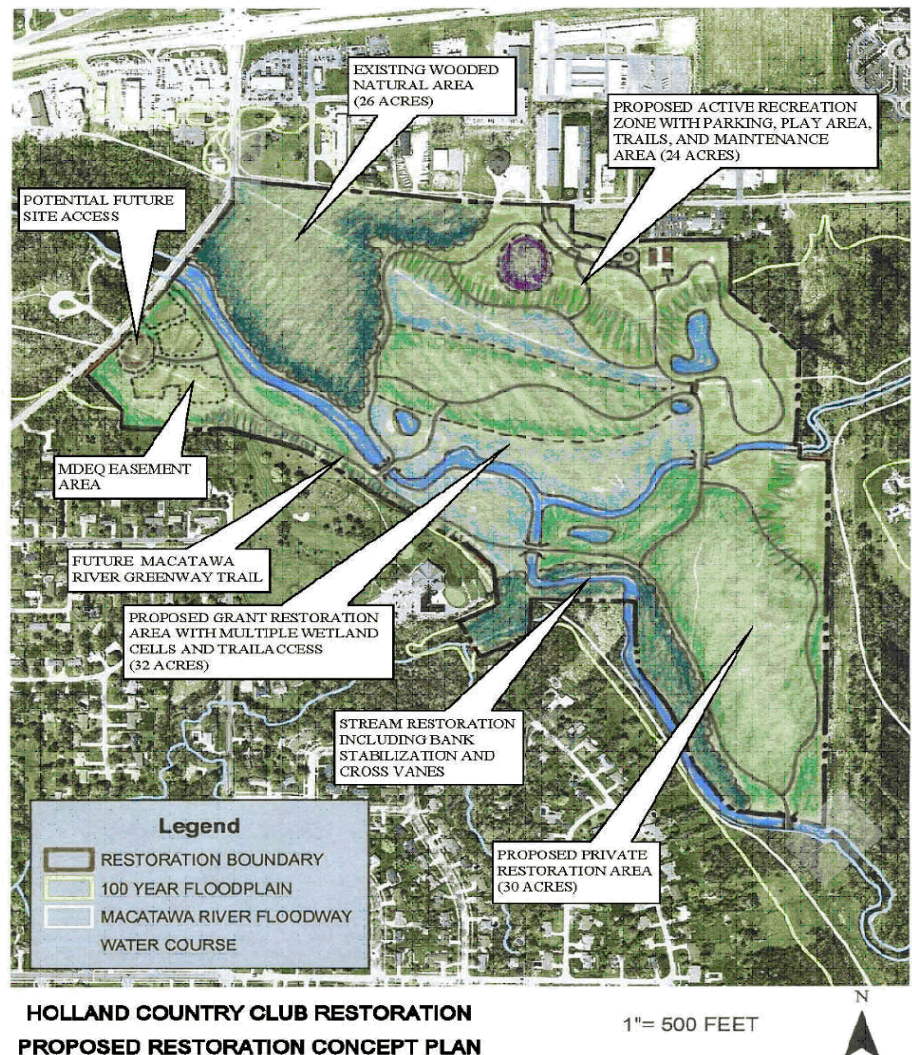 EXISTING WOODED
NATURAL AREA
(26 ACRES)
PROPOSED ACTIVE RECREATION
ZONE WITH PARKING, PLAY AREA,
TRAILS, AND MAINTENANCE
AREA (24 ACRES)
POTENTIAL FUTURE
SITE ACCESS
MDEQ EASEMENT
AREA
FUTURE MACATAWA
RIVER GREENWAY TRAIL
PROPOSED GRANT RESTORATION
AREA WITH MULTIPLE WETLAND
CELLS AND TRAIL ACCESS
(32 ACRES)
STREAM RESTORATION
INCLUDING BANK
STABILIZATION AND
CROSS VANES
PROPOSED PRIVATE
RESTORATION AREA
(30 ACRES)
Legend
RESTORATION BOUNDARY
100 YEAR FLOODPLAIN
MACATAWA RIVER FLOODWAY
WATER COURSE
HOLLAND COUNTRY CLUB RESTORATION
PROPOSED RESTORATION CONCEPT PLAN
1"= 500 FEET
N